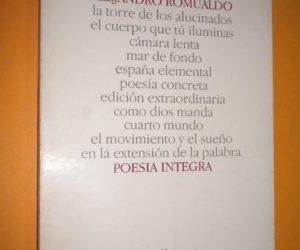 ALEJANDRO ROMUALDO
la torre de los alucinados
el cuerpo que tú iluminas
cámara lenta
mar de fondo
españa elemental
poesía concreta
edición extraordinaria
como dios manda
cuarto mundo
el movimiento y el sueño
en la extensión de la palabra
POESIA INTEGRA